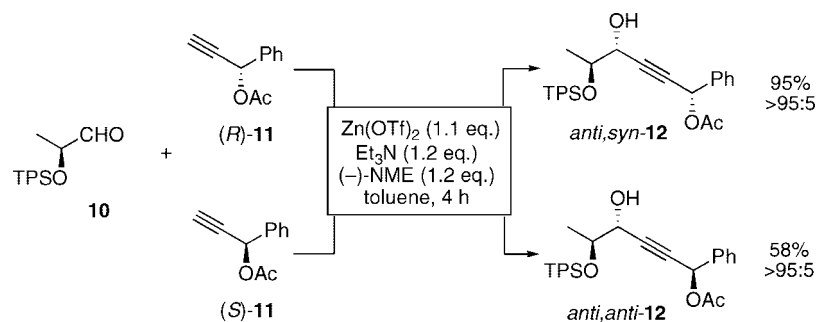 OH
Ph
OAc
(R)-11
CHO
TPSO
10
+
Ph
OAc
(S)-11
Zn(OTf)2 (1.1 eq.)
Et3N (1.2 eq.)
(–)-NME (1.2 eq.)
toluene, 4 h
Ph
TPSO
OAc
anti,syn-12
95%
>95:5
OH
Ph
TPSO
OAc
anti,anti-12
58%
>95:5